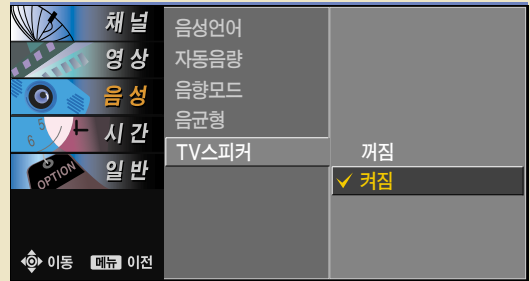 채널
영상
음성
시간
일반
음성언어
자동음량
음향모드
음균형
TV스피커
꺼짐
켜짐
5
6
OPTION
이동
메뉴 이전